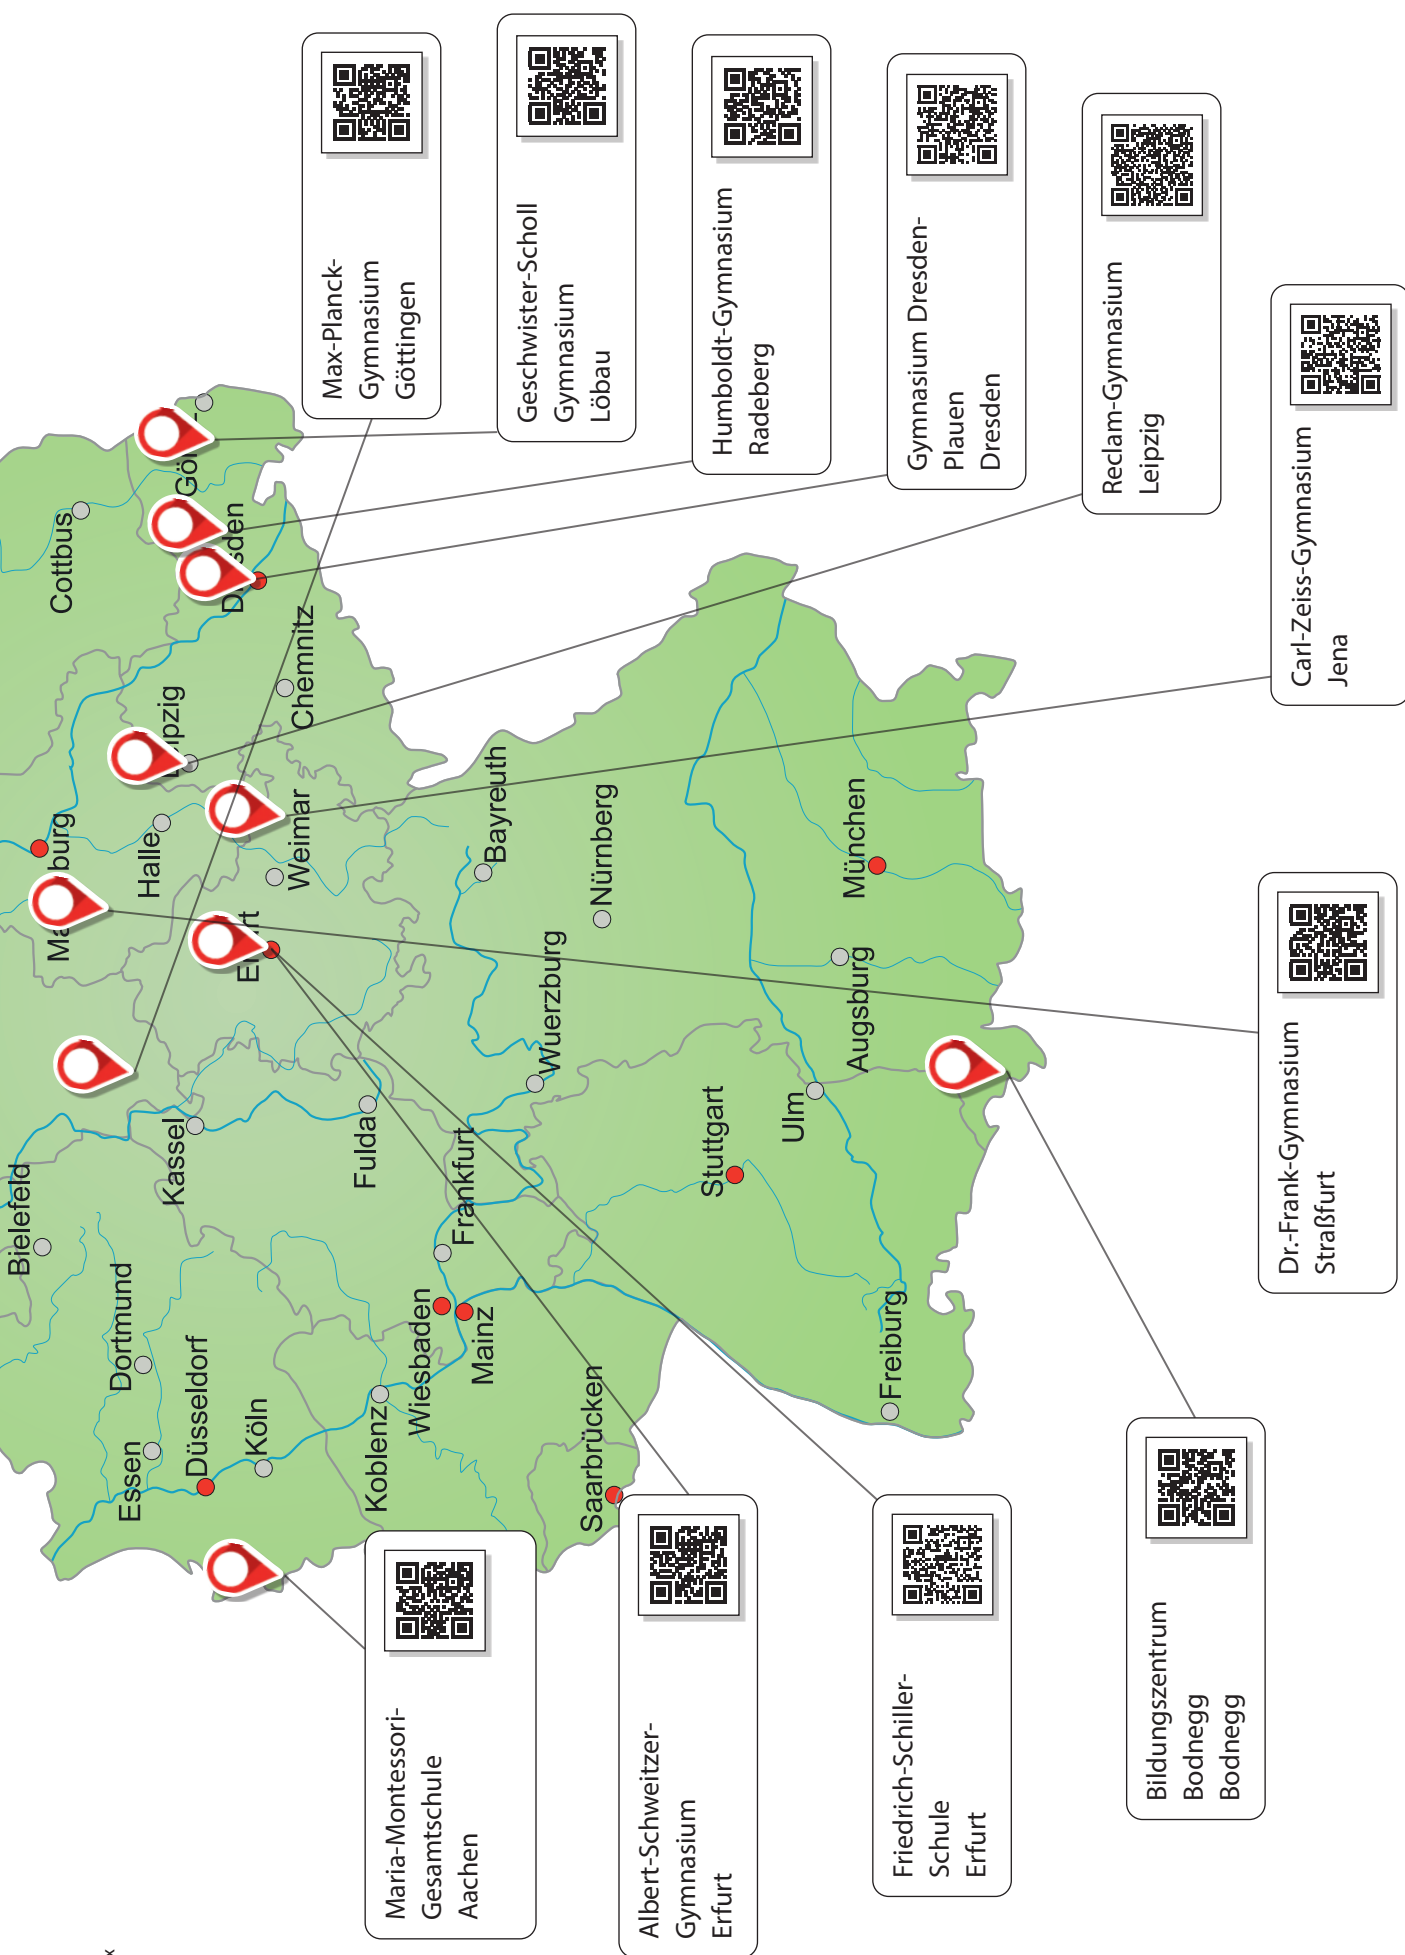 Bielefeld
Cottbus
Dortmund
Essen
Halle
Kassel
Düsseldorf
Köln
Weimar
Chemnitz
Fulda
Koblenz
Wiesbaden
Frankfurt
Mainz
Bayreuth
Wuerzburg
Nürnberg
Saarbrücken
Stuttgart
Ulm
Augsburg
München
Freiburg
Max-Planck-
Gymnasium
Göttingen
Geschwister-Scholl
Gymnasium
Löbau
Humboldt-Gymnasium
Radeberg
Gymnasium Dresden-
Plauen
Dresden
Reclam-Gymnasium
Leipzig
Carl-Zeiss-Gymnasium
Jena
Dr.-Frank-Gymnasium
Straßfurt
Bildungszentrum
Bodnegg
Bodnegg
Friedrich-Schiller-
Schule
Erfurt
Albert-Schweitzer-
Gymnasium
Erfurt
Maria-Montessori-
Gesamtschule
Aachen